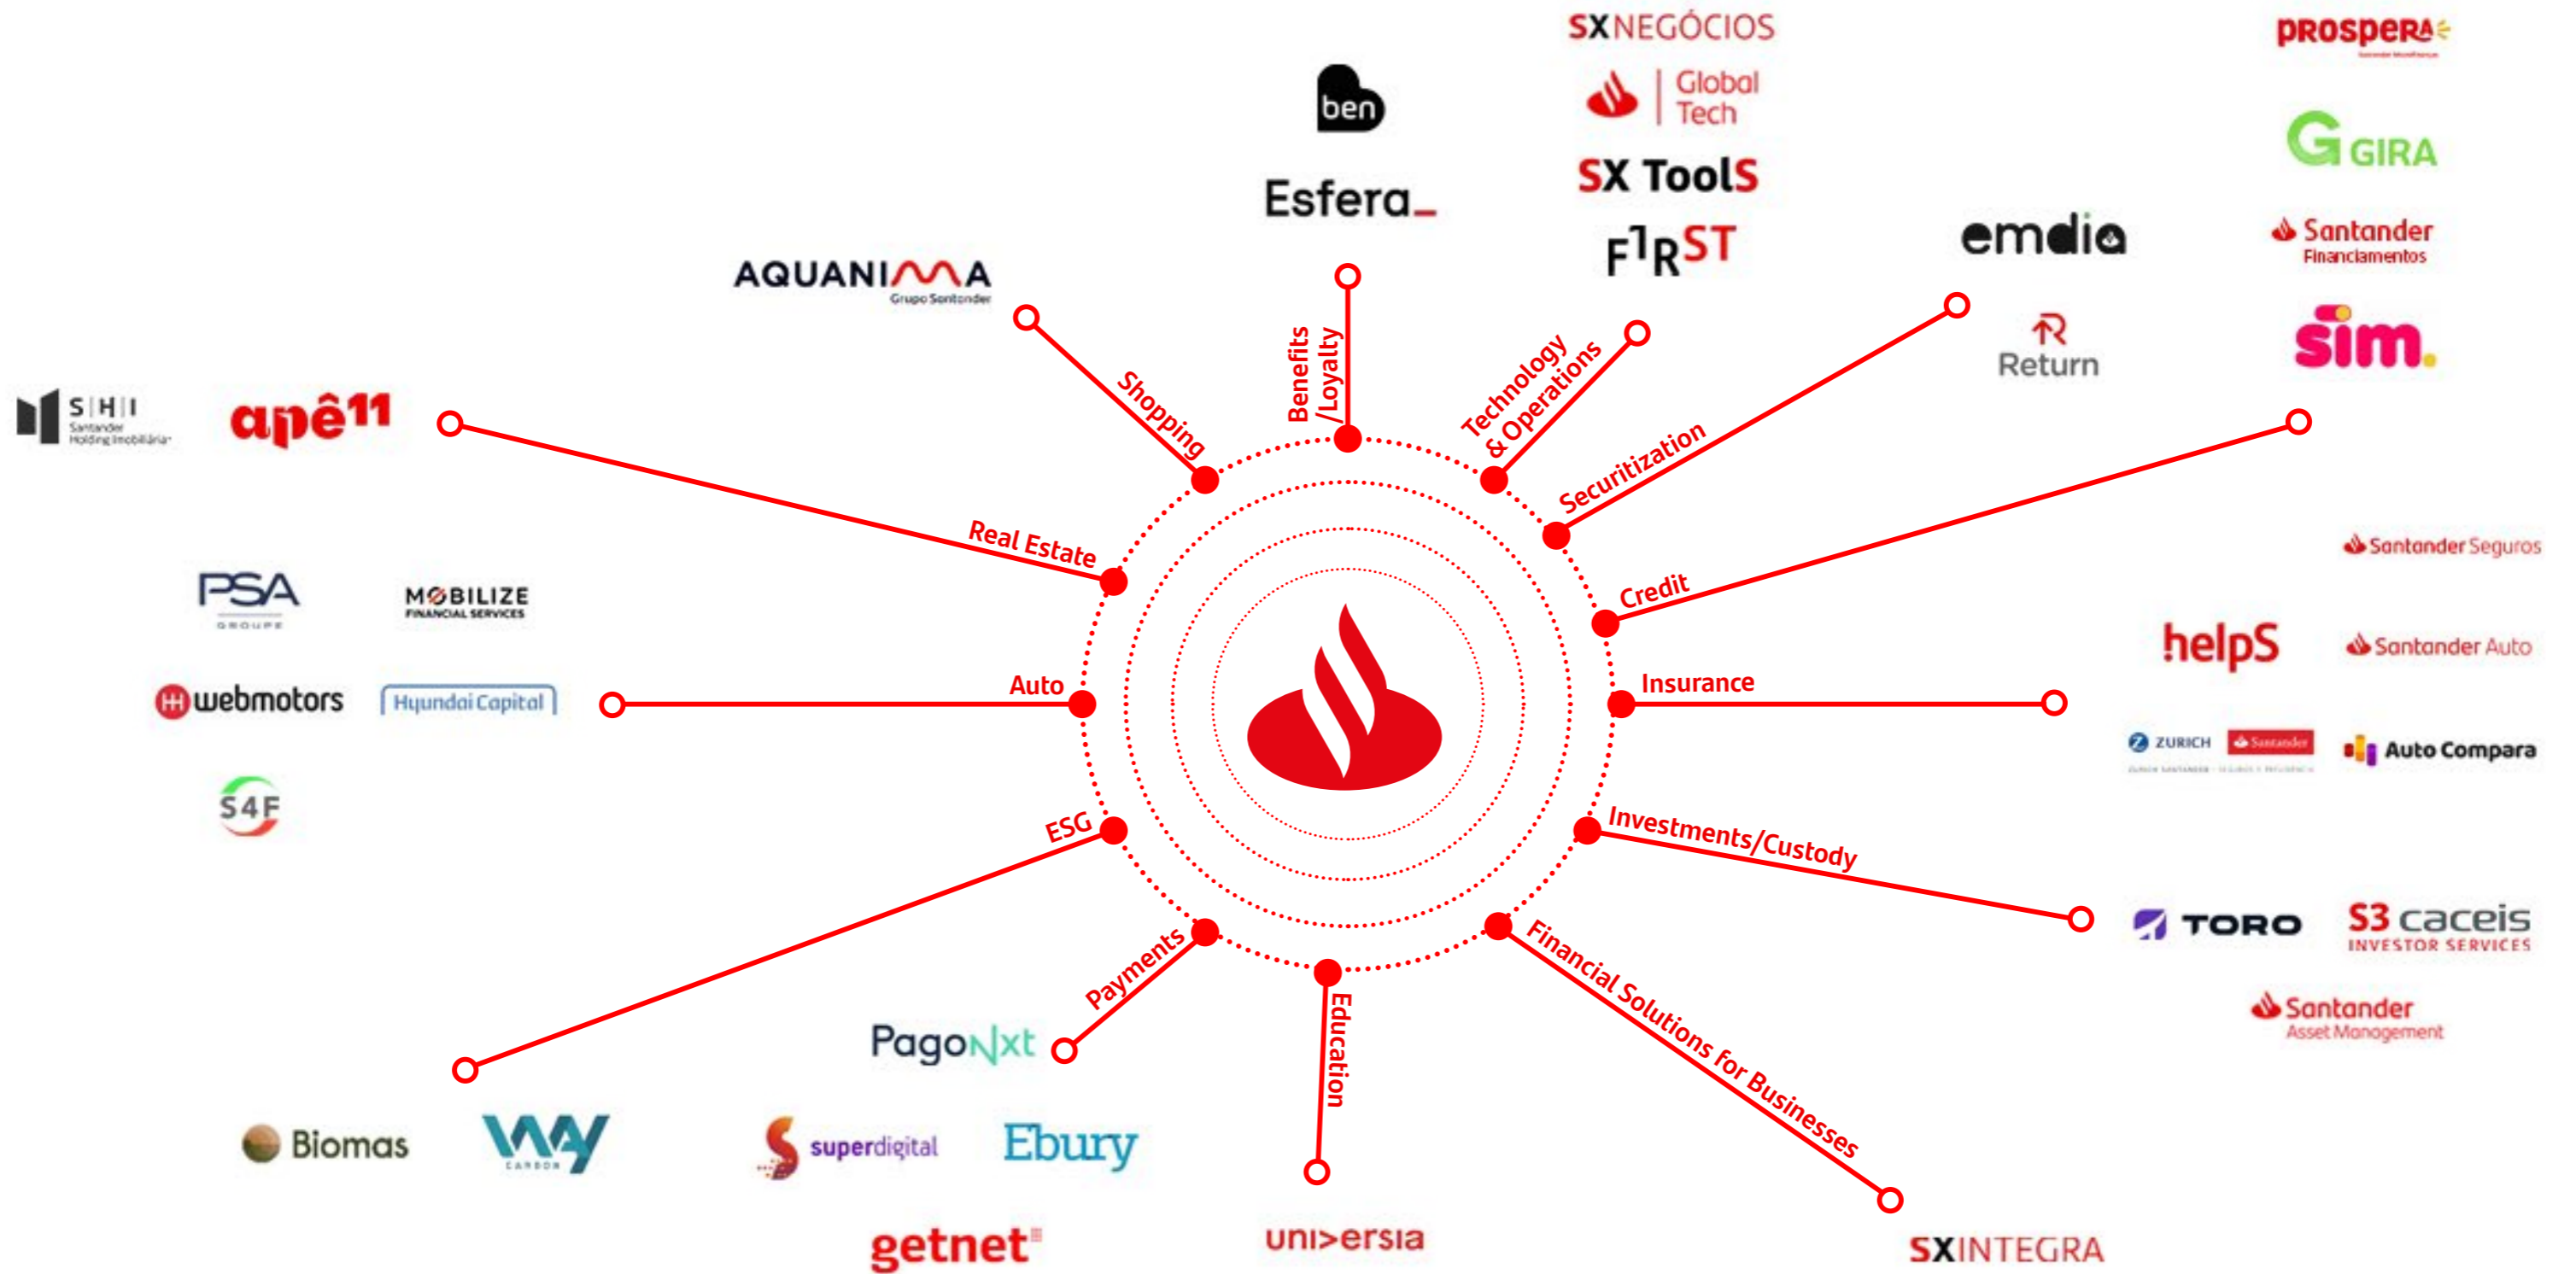 SXNEGÓCIOS
Global
Tech
SX ToolS
F1RST
ben
Esfera_
Benefits
/Loyalty
Technology
& Operations
AQUANIMA
Grupo Santander
Shopping
S|H|I
Santander
Holding Imobiliária
apê11
Real Estate
PSA
GROUPE
MOBILIZE
FINANCIAL SERVICES
webmotors
Hyundai Capital
S4F
Auto
ESG
Biomas
WAY
CARBON
Payments
PagoNxt
superdigital
Ebury
getnet
Education
uni>ersia
Financial Solutions for Businesses
SXINTEGRA
Investments/Custody
TORO
S3 caceis
INVESTOR SERVICES
Santander
Asset Management
Insurance
Santander Seguros
helpS
Santander Auto
ZURICH
Santander
Auto Compara
Credit
PROSPERA
Santander Microfinanças
G GIRA
Santander
Financiamentos
sim.
Securitization
emdia
R
Return